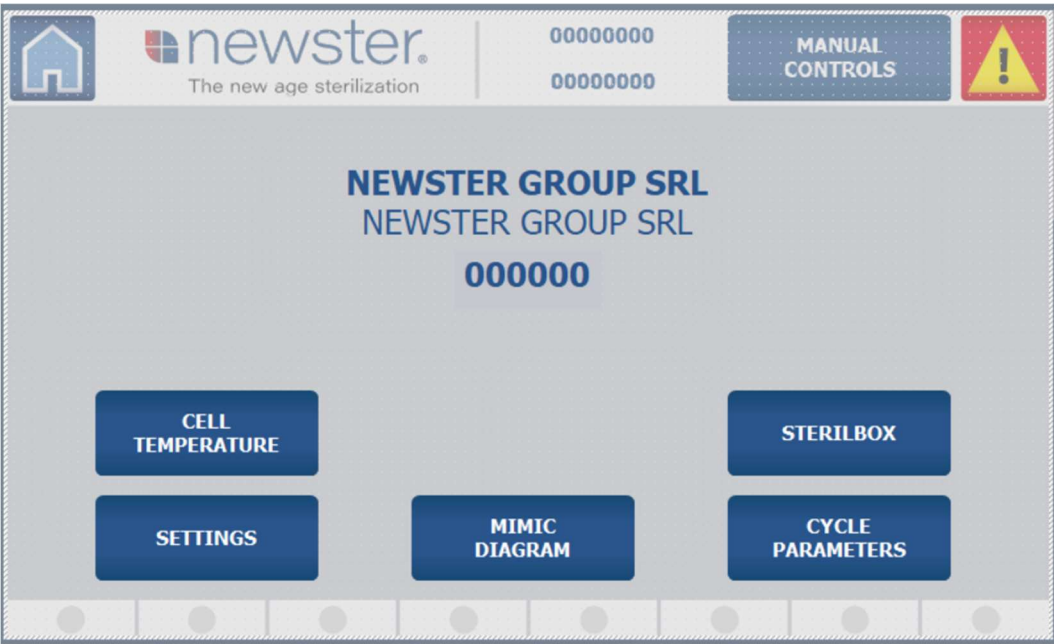 newster®
The new age sterilization
00000000
00000000
MANUAL
CONTROLS
!
NEWSTER GROUP SRL
NEWSTER GROUP SRL
000000
CELL
TEMPERATURE
STERILBOX
SETTINGS
MIMIC
DIAGRAM
CYCLE
PARAMETERS